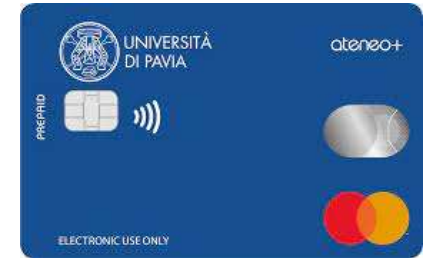 UNIVERSITÀ
DI PAVIA
ateneo+
PREPAID
ELECTRONIC USE ONLY